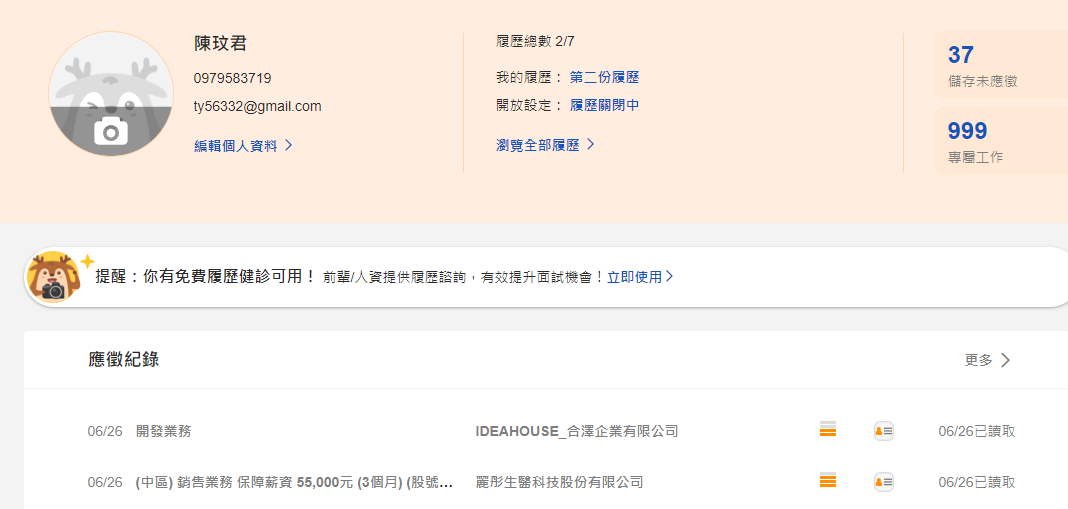 陳玟君
0979583719
ty56332@gmail.com
編輯個人資料
履歷總數 2/7
我的履歷： 第二份履歷
開放設定： 履歷關閉中
瀏覽全部履歷
37
儲存未應徵
999
專屬工作
提醒：你有免費履歷健診可用！ 前輩/人資提供履歷諮詢，有效提升面試機會！立即使用
應徵紀錄 更多
06/26 開發業務 IDEAHOUSE_合澤企業有限公司 06/26已讀取
06/26 (中區) 銷售業務 保障薪資 55,000元 (3個月) (股號... 麗彤生醫科技股份有限公司 06/26已讀取